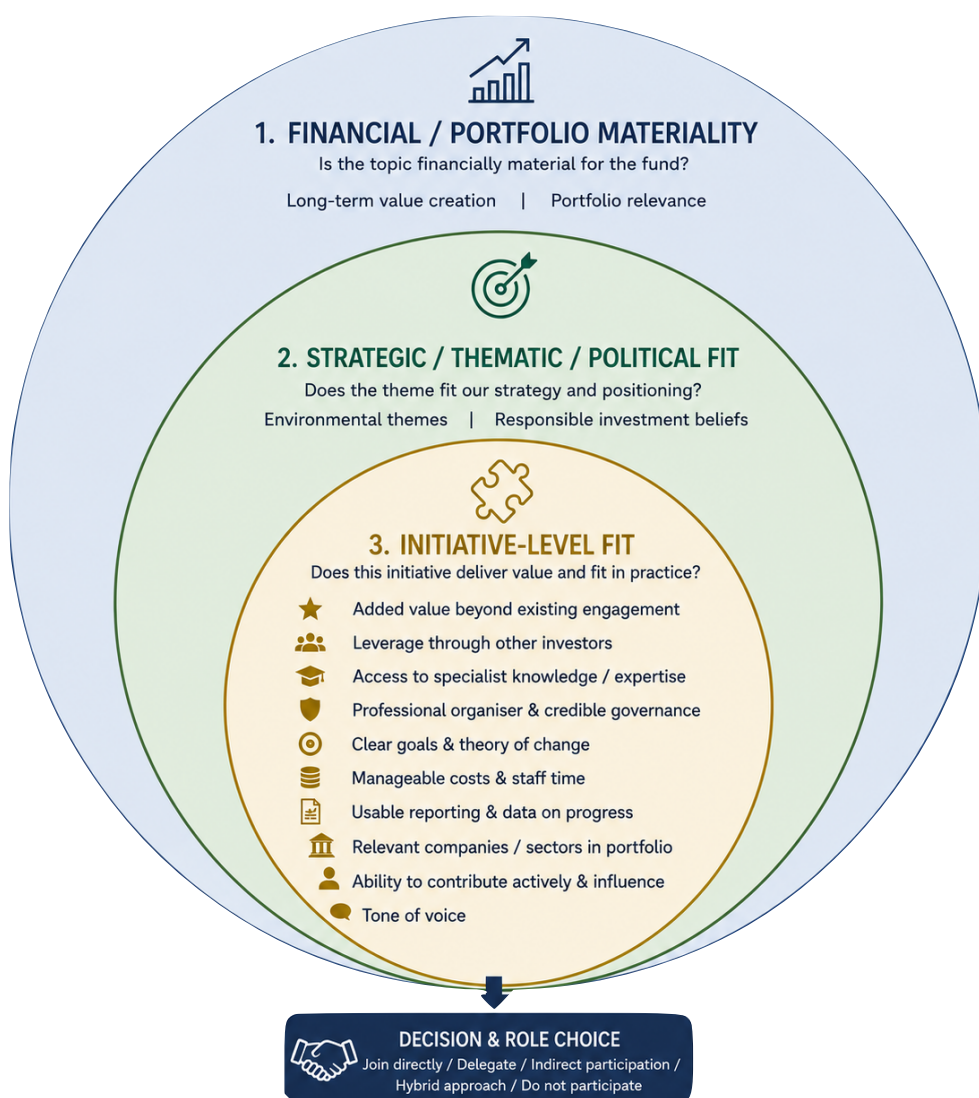 1. FINANCIAL / PORTFOLIO MATERIALITY
Is the topic financially material for the fund?
Long-term value creation | Portfolio relevance
2. STRATEGIC / THEMATIC / POLITICAL FIT
Does the theme fit our strategy and positioning?
Environmental themes | Responsible investment beliefs
3. INITIATIVE-LEVEL FIT
Does this initiative deliver value and fit in practice?
Added value beyond existing engagement
Leverage through other investors
Access to specialist knowledge / expertise
Professional organiser & credible governance
Clear goals & theory of change
Manageable costs & staff time
Usable reporting & data on progress
Relevant companies / sectors in portfolio
Ability to contribute actively & influence
Tone of voice
DECISION & ROLE CHOICE
Join directly / Delegate / Indirect participation /
Hybrid approach / Do not participate